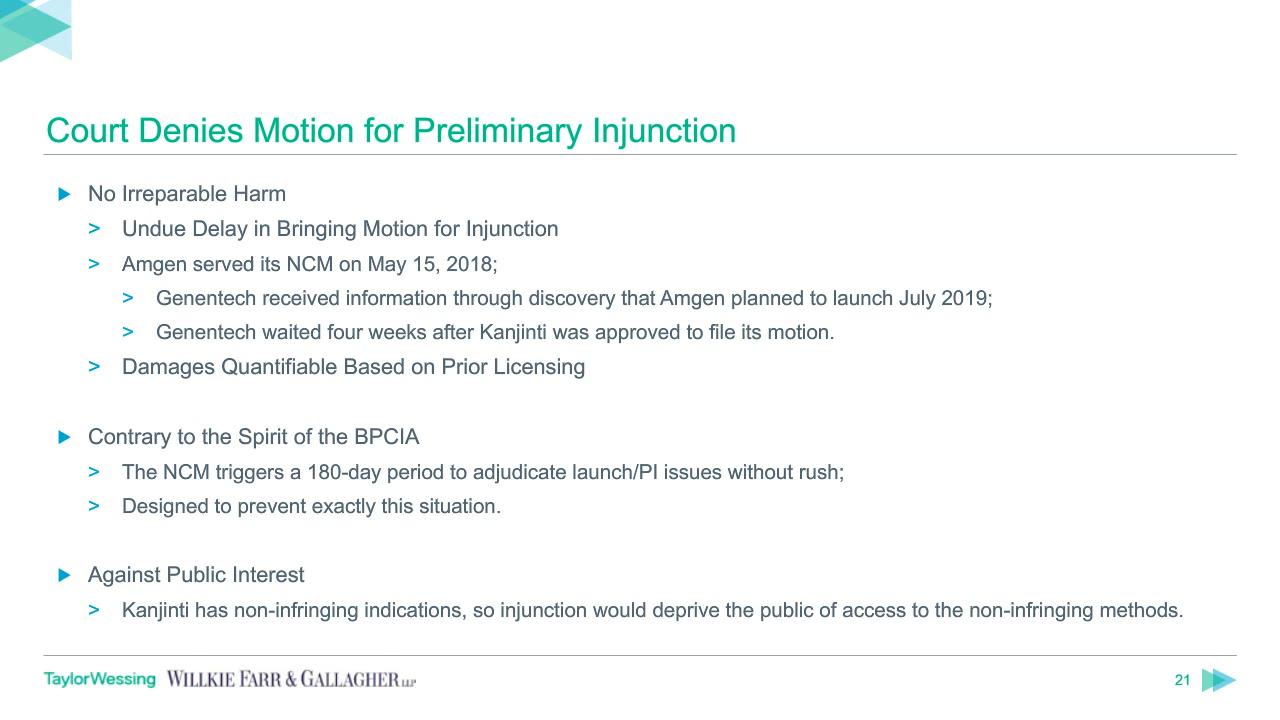 Court Denies Motion for Preliminary Injunction
No Irreparable Harm
> Undue Delay in Bringing Motion for Injunction
> Amgen served its NCM on May 15, 2018;
> Genentech received information through discovery that Amgen planned to launch July 2019;
> Genentech waited four weeks after Kanjinti was approved to file its motion.
> Damages Quantifiable Based on Prior Licensing
Contrary to the Spirit of the BPCIA
> The NCM triggers a 180-day period to adjudicate launch/PI issues without rush;
> Designed to prevent exactly this situation.
Against Public Interest
> Kanjinti has non-infringing indications, so injunction would deprive the public of access to the non-infringing methods.
TaylorWessing WILLKIE FARR & GALLAGHER LLP
21